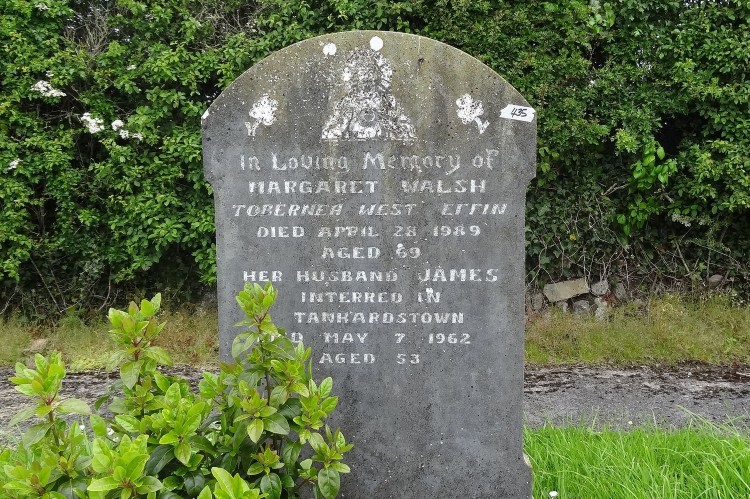 435
In Loving Memory of
MARGARET WALSH
TOBERNEA WEST EFFIN
DIED APRIL 28 1989
AGED 69
HER HUSBAND JAMES
INTERRED IN
TANKARDSTOWN
MAY 7 1962
AGED 53